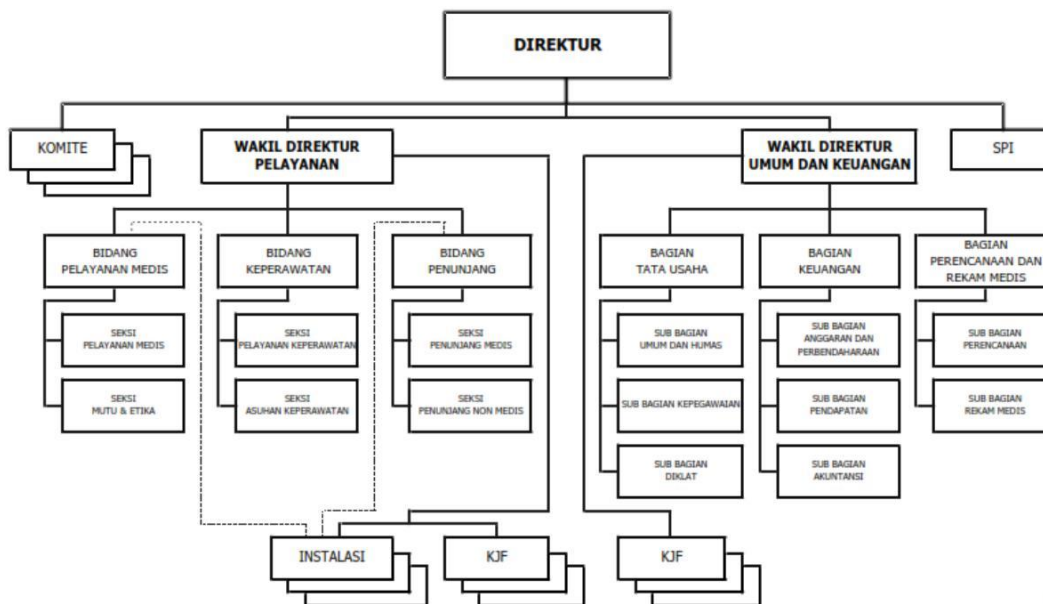 DIREKTUR
KOMITE
WAKIL DIREKTUR
PELAYANAN
WAKIL DIREKTUR
UMUM DAN KEUANGAN
SPI
BIDANG
PELAYANAN MEDIS
BIDANG
KEPERAWATAN
BIDANG
PENUNJANG
BAGIAN
TATA USAHA
BAGIAN
KEUANGAN
BAGIAN
PERENCANAAN DAN
REKAM MEDIS
SEKSI
PELAYANAN MEDIS
SEKSI
PELAYANAN KEPERAWATAN
SEKSI
PENUNJANG MEDIS
SUB BAGIAN
UMUM DAN HUMAS
SUB BAGIAN
ANGGARAN DAN
PERBENDAHARAAN
SUB BAGIAN
PERENCANAAN
SEKSI
MUTU & ETIKA
SEKSI
ASUHAN KEPERAWATAN
SEKSI
PENUNJANG NON MEDIS
SUB BAGIAN KEPEGAWAIAN
SUB BAGIAN
PENDAPATAN
SUB BAGIAN
REKAM MEDIS
SUB BAGIAN
DIKLAT
SUB BAGIAN
AKUNTANSI
INSTALASI
KJF
KJF